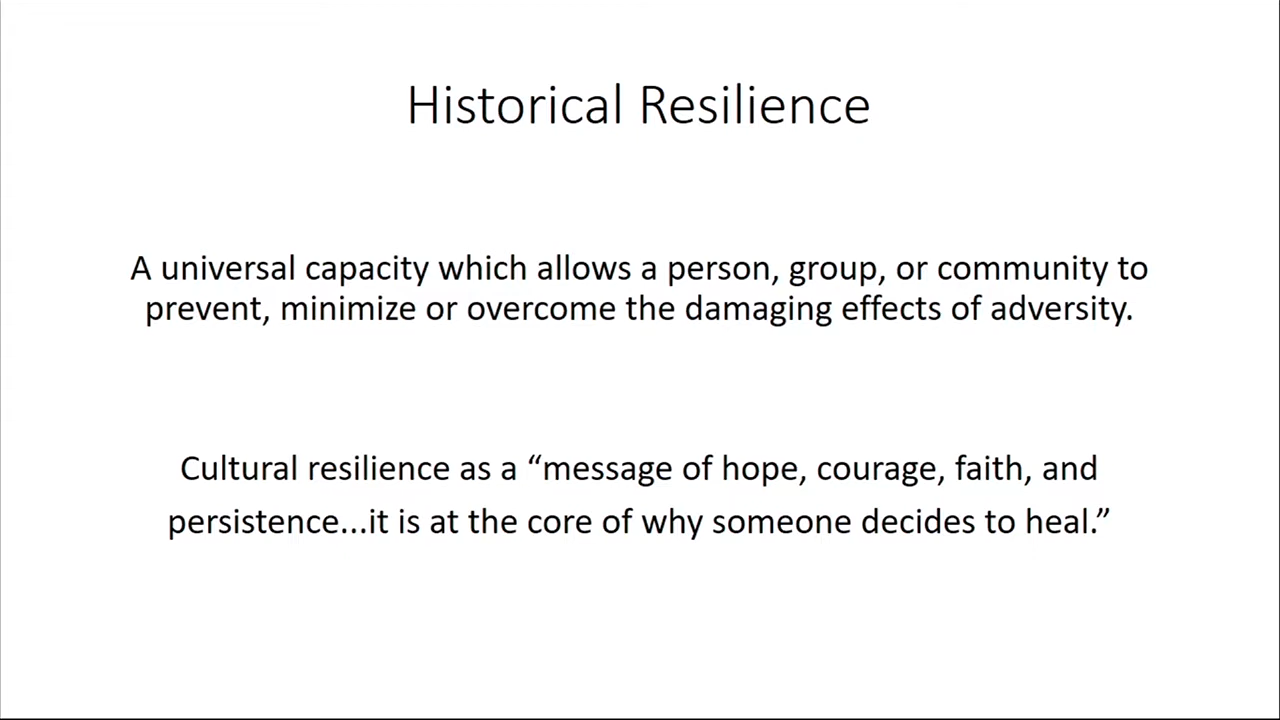 Historical Resilience
A universal capacity which allows a person, group, or community to
prevent, minimize or overcome the damaging effects of adversity.
Cultural resilience as a “message of hope, courage, faith, and
persistence...it is at the core of why someone decides to heal.”